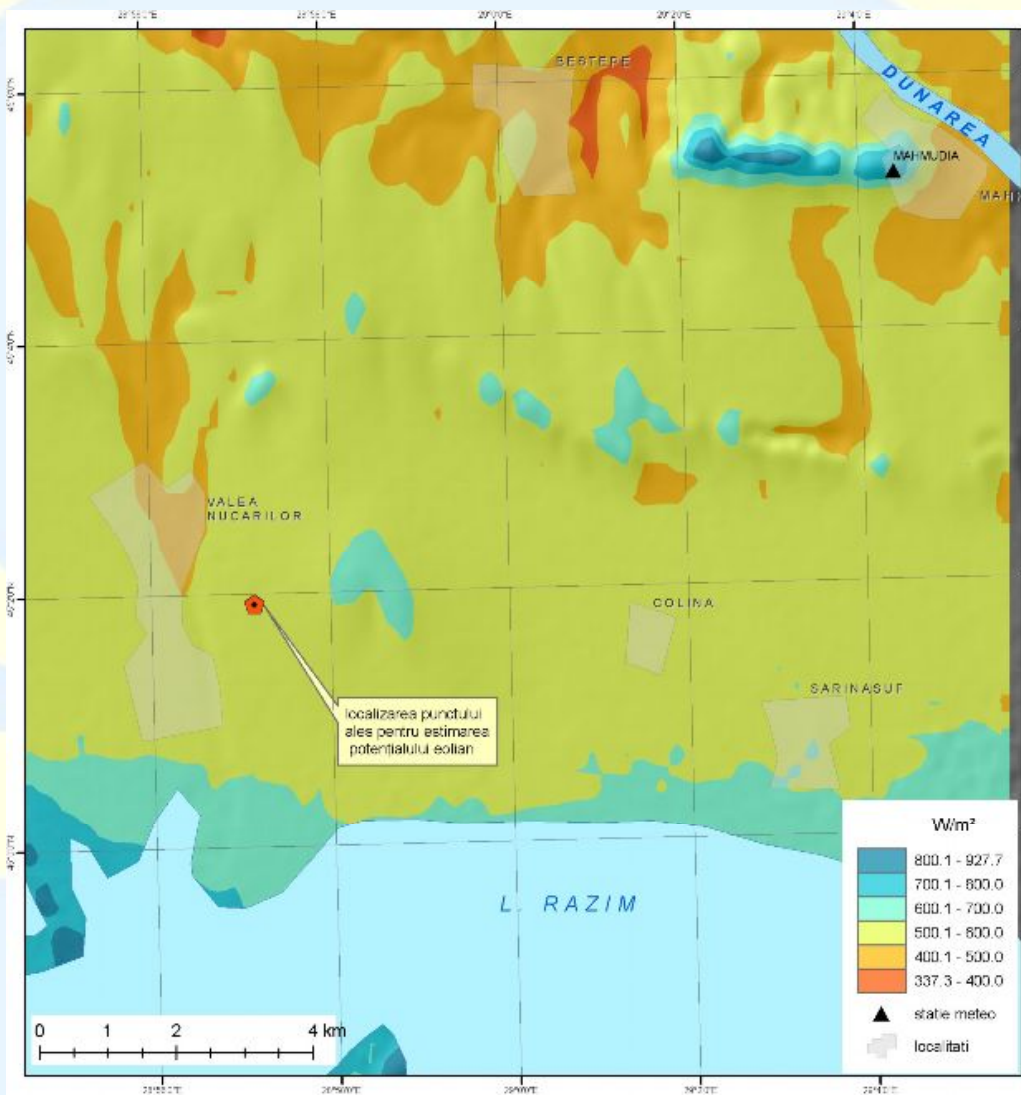 BESTEPE
DUNAREA
MAHMUDIA
VALEA
NUCARILOR
COLINA
SARINASUF
localizarea punctului
ales pentru estimarea
potențialului eolian
L. RAZIM
W/m²
800.1 - 927.7
700.1 - 800.0
600.1 - 700.0
500.1 - 600.0
400.1 - 500.0
337.3 - 400.0
statie meteo
localitati
0 1 2 4 km